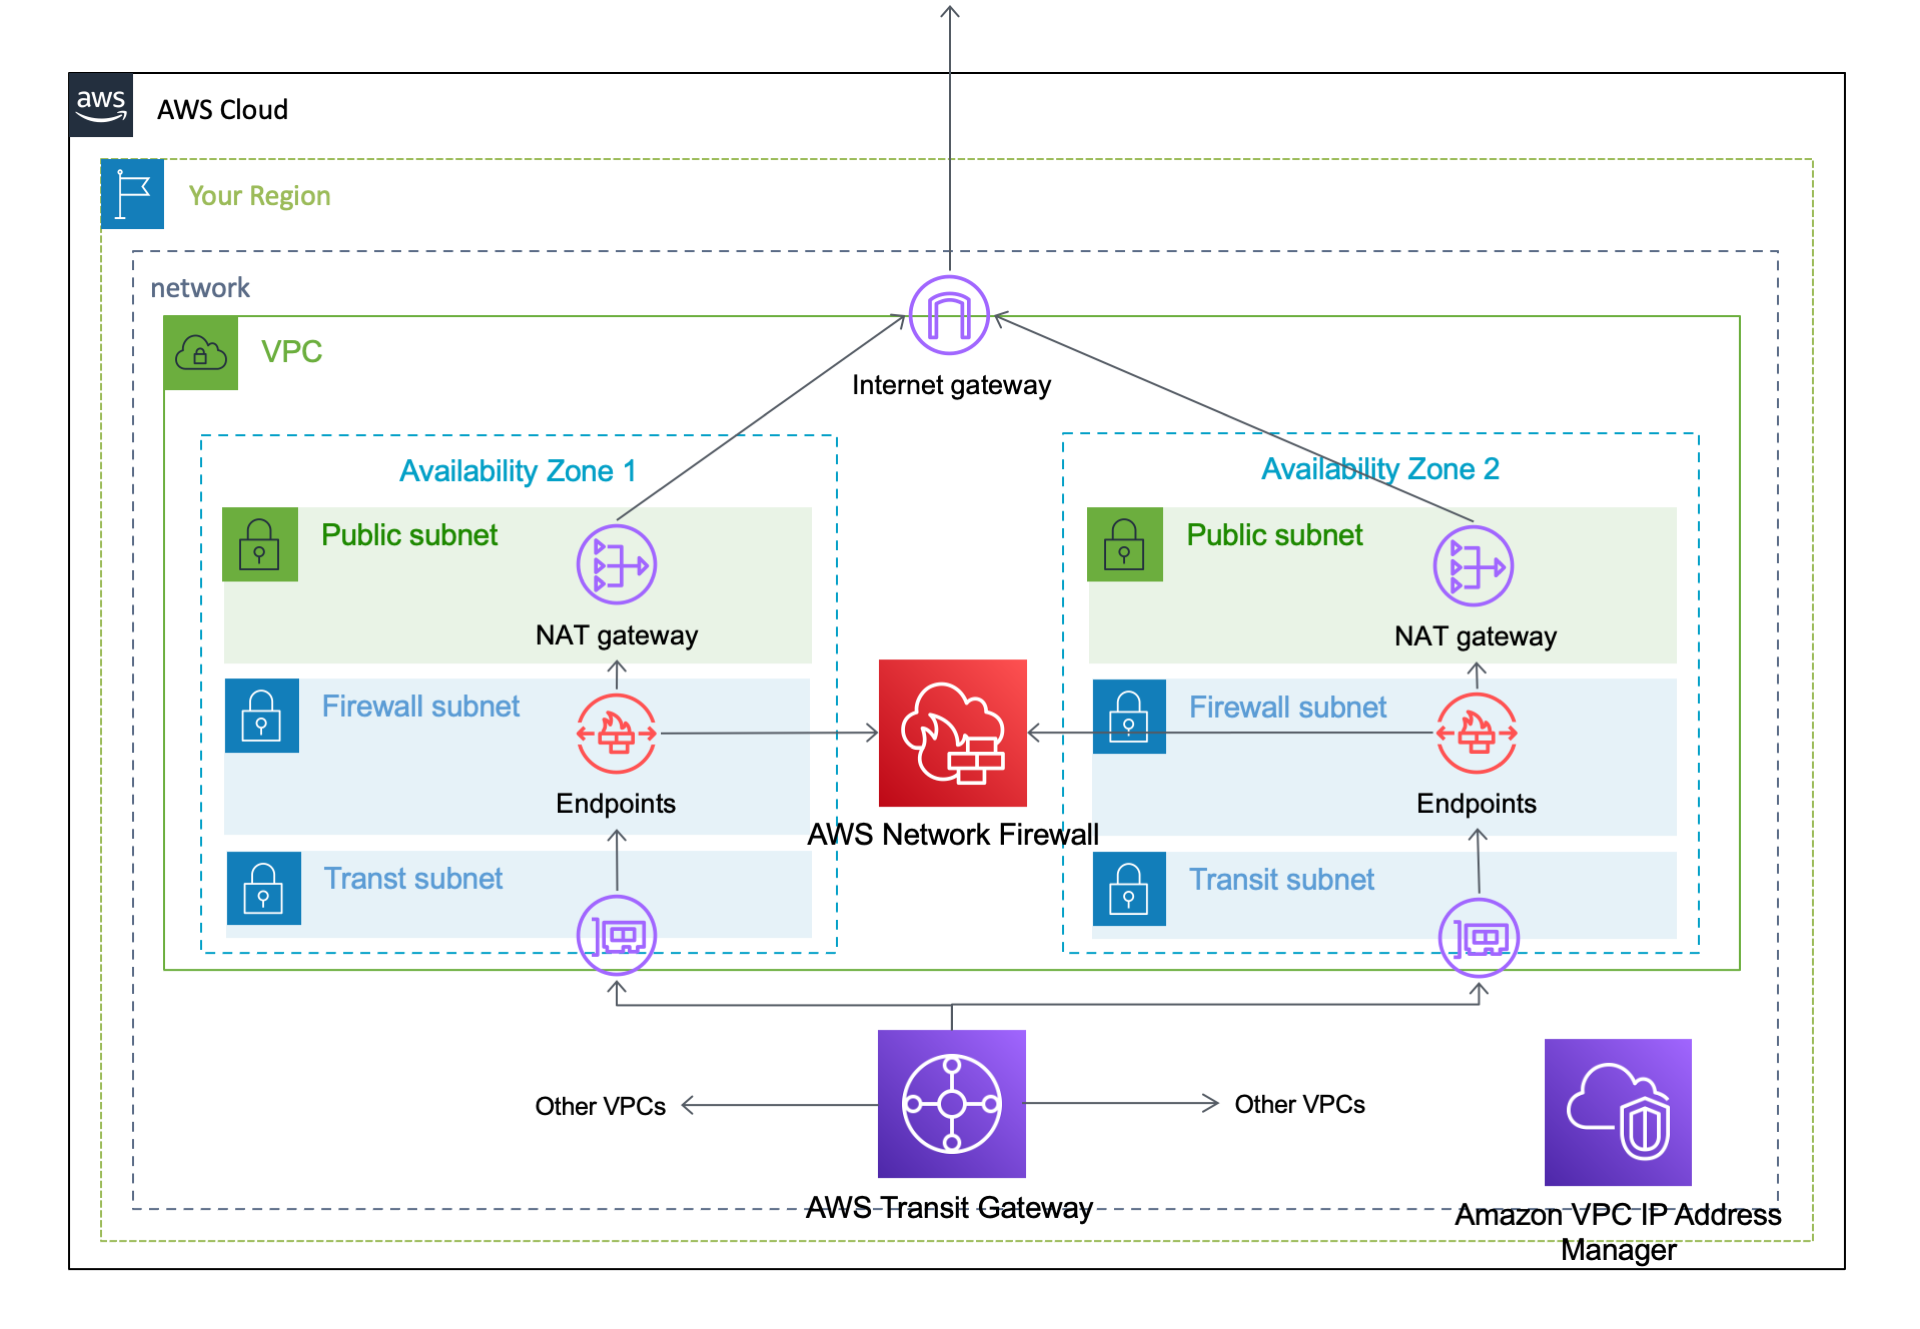 aws
AWS Cloud
Your Region
network
VPC
Internet gateway
Availability Zone 1
Availability Zone 2
Public subnet
Public subnet
NAT gateway
NAT gateway
Firewall subnet
Firewall subnet
Endpoints
Endpoints
AWS Network Firewall
Transt subnet
Transit subnet
Other VPCs
Other VPCs
AWS Transit Gateway
Amazon VPC IP Address
Manager